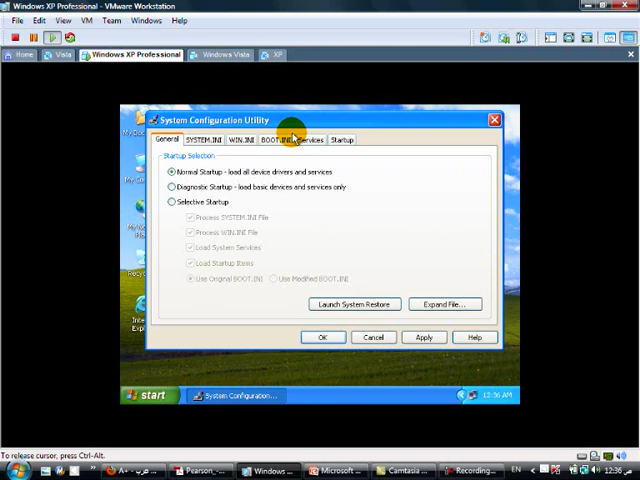 Windows XP Professional - VMware Workstation
File Edit View VM Team Windows Help
Home Vista Windows XP Professional Windows Vista XP
System Configuration Utility
General SYSTEM.INI WIN.INI BOOT.INI Services Startup
Startup Selection
Normal Startup - load all device drivers and services
Diagnostic Startup - load basic devices and services only
Selective Startup
Process SYSTEM.INI File
Process WIN.INI File
Load System Services
Load Startup Items
Use Original BOOT.INI Use Modified BOOT.INI
Launch System Restore Expand File...
OK Cancel Apply Help
start System Configuration... 12:36 AM
To release cursor, press Ctrl-Alt.
A+ - عرب... Pearson_-... Windows ... Microsoft ... Camtasia ... Recording... EN 12:36 ص